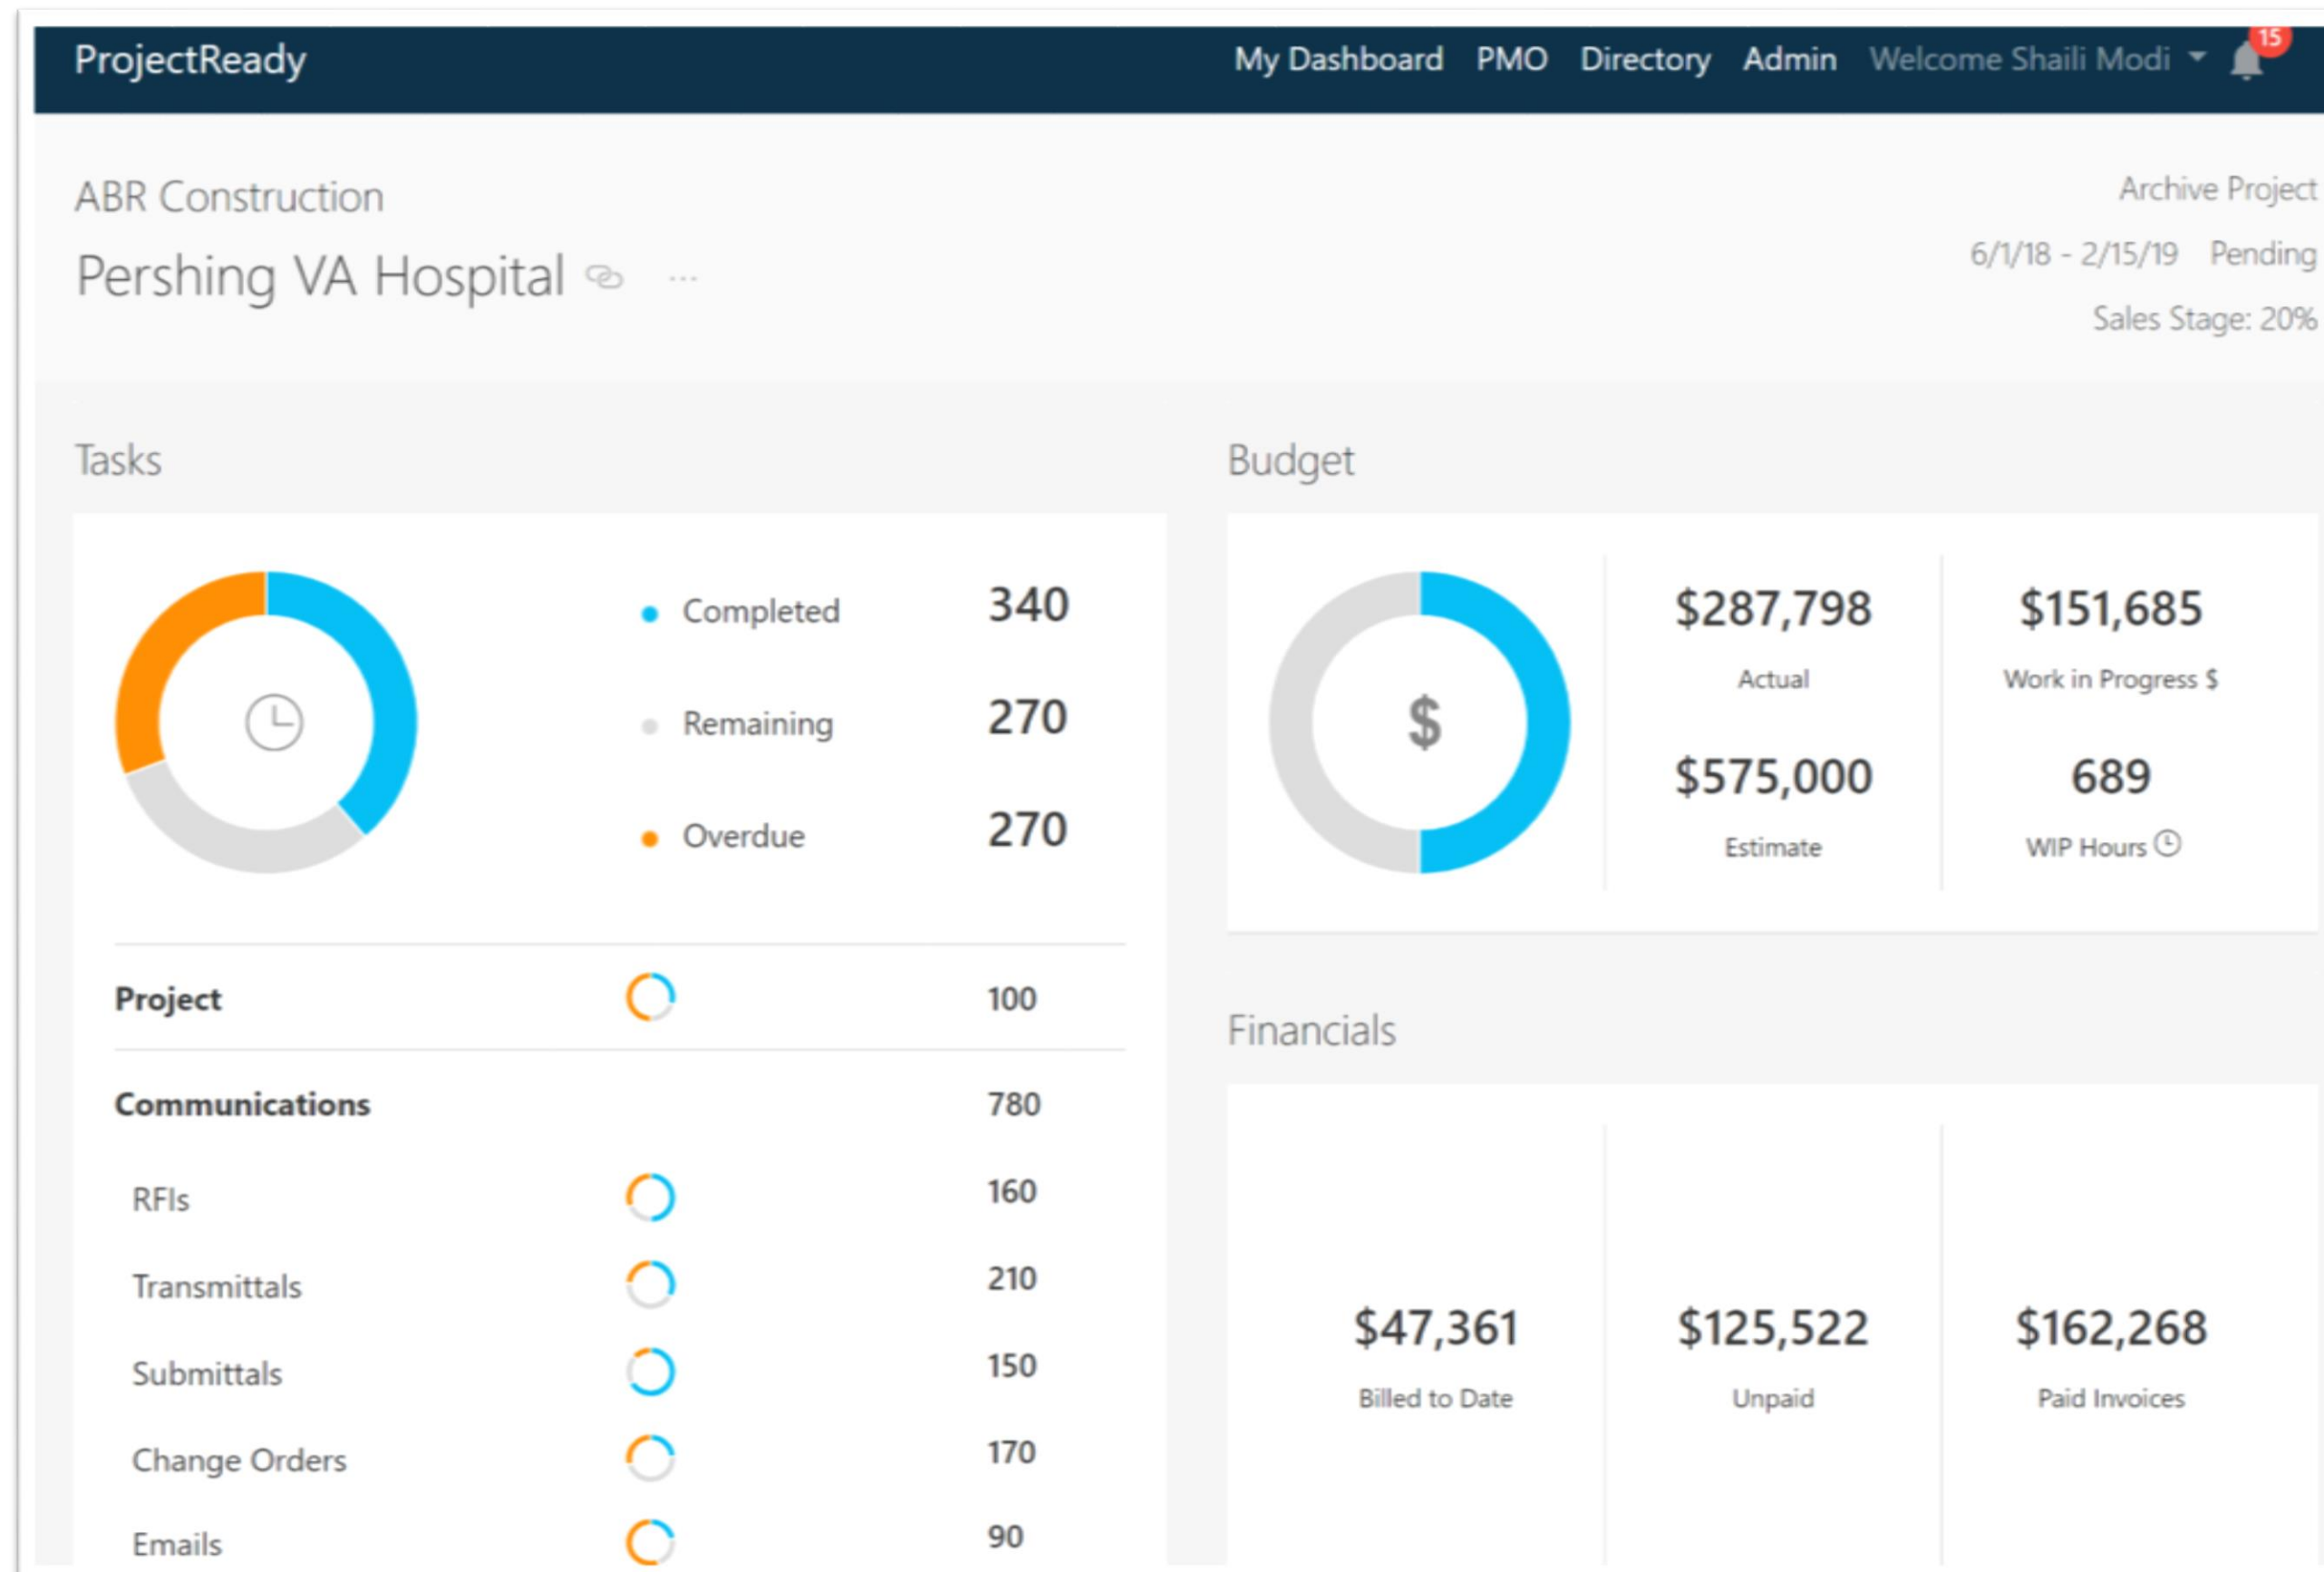 ProjectReady My Dashboard PMO Directory Admin Welcome Shaili Modi 15
ABR Construction
Pershing VA Hospital ...
Archive Project
6/1/18 - 2/15/19 Pending
Sales Stage: 20%
Tasks
Completed 340
Remaining 270
Overdue 270
Project 100
Communications 780
RFIs 160
Transmittals 210
Submittals 150
Change Orders 170
Emails 90
Budget
$
$287,798
Actual
$151,685
Work in Progress $
$575,000
Estimate
689
WIP Hours
Financials
$47,361
Billed to Date
$125,522
Unpaid
$162,268
Paid Invoices